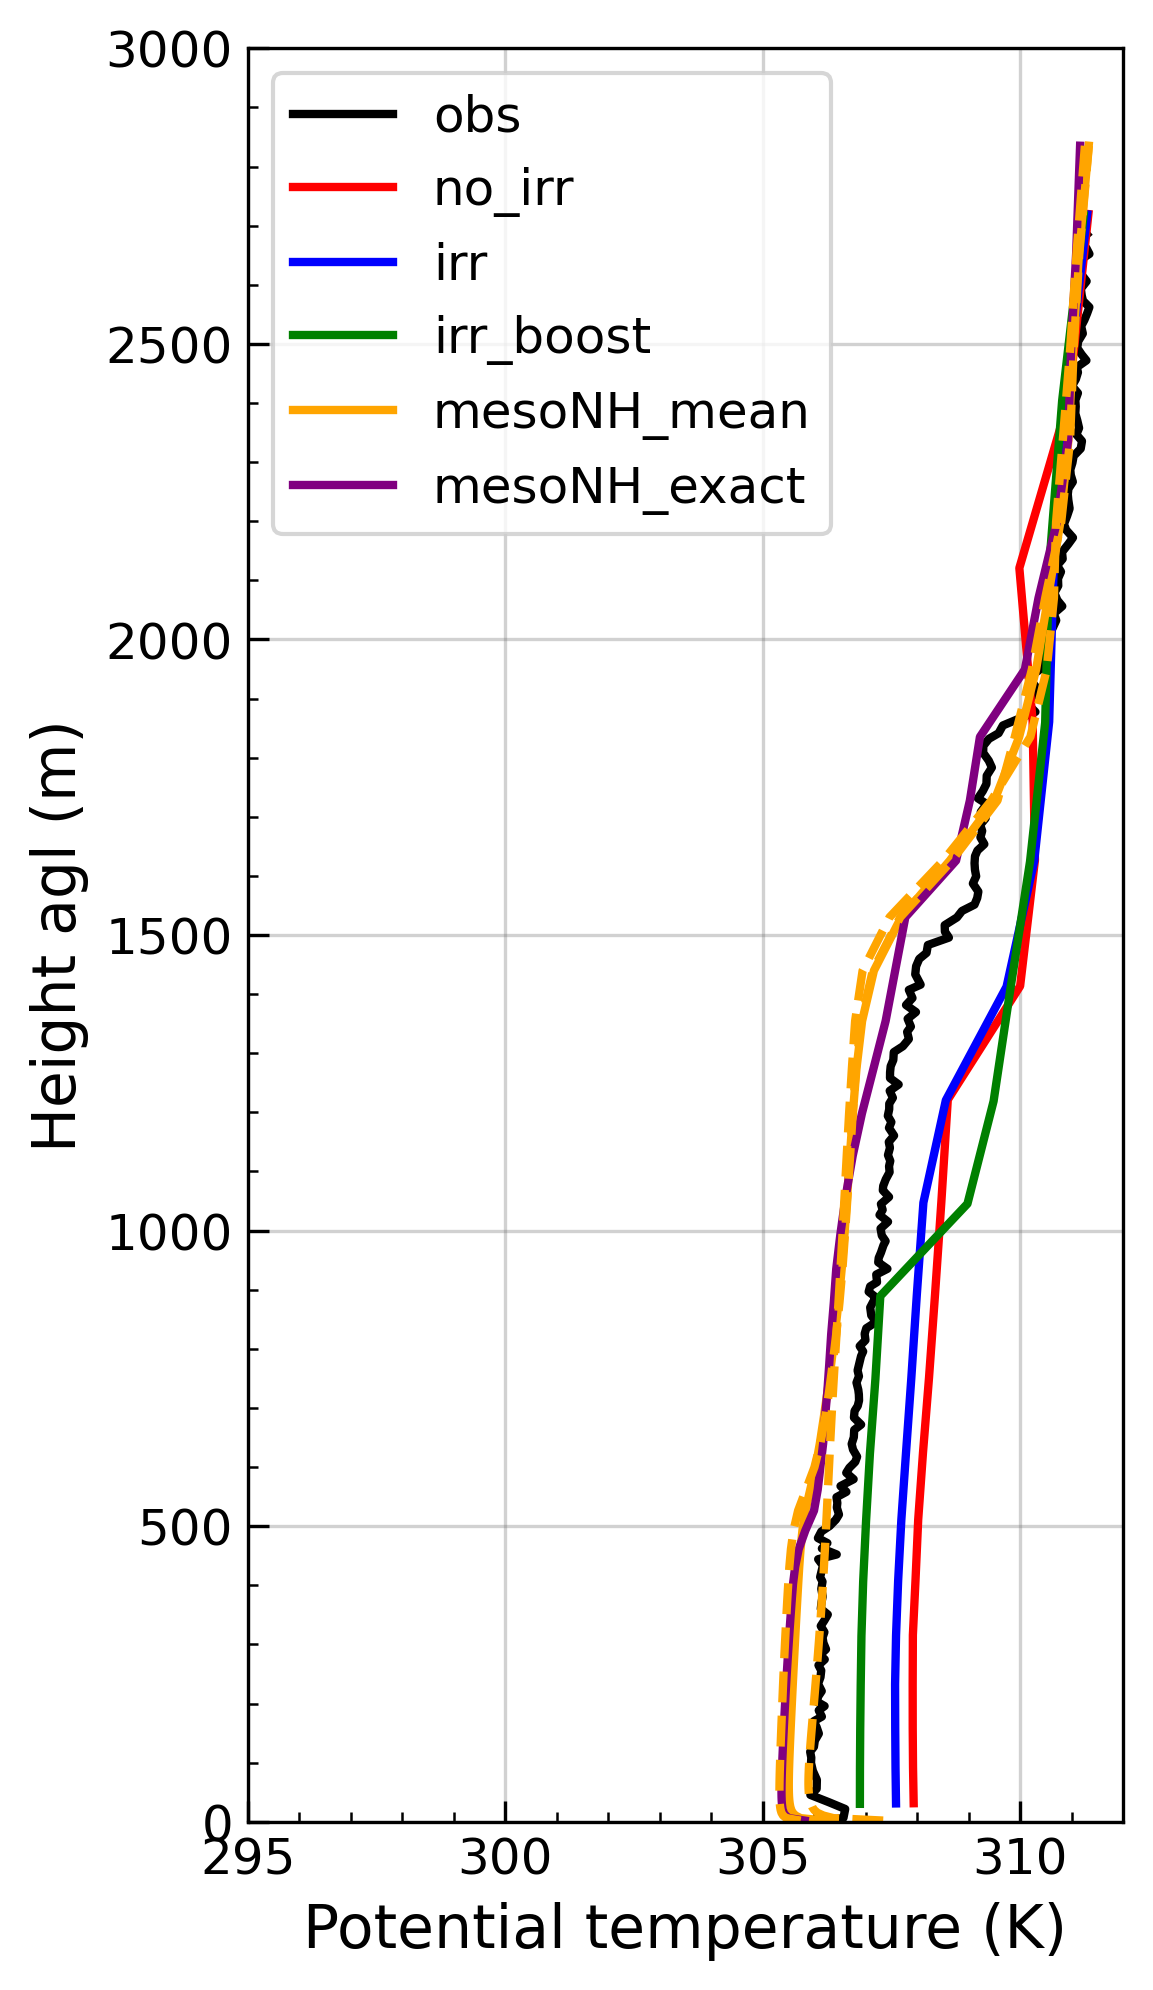 3000
2500
2000
1500
1000
500
0
Height agl (m)
obs
no_irr
irr
irr_boost
mesoNH_mean
mesoNH_exact
295
300
305
310
Potential temperature (K)